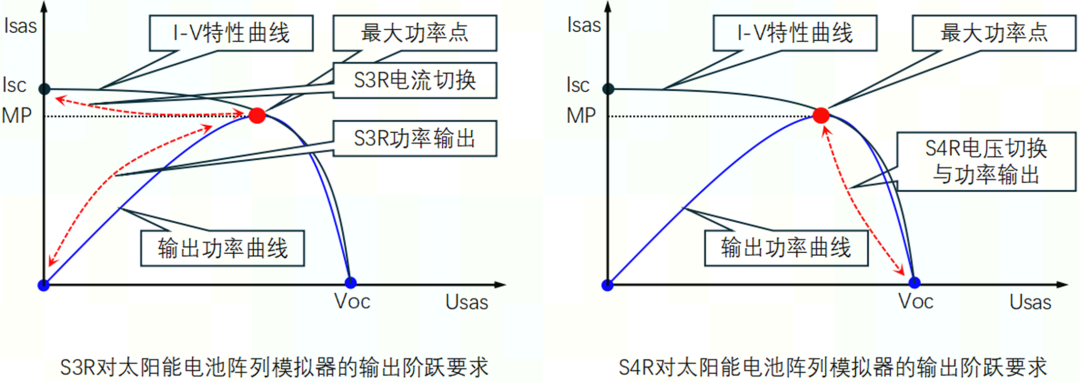 Isas
I-V特性曲线
最大功率点
Isc
S3R电流切换
MP
S3R功率输出
输出功率曲线
Voc
Usas
S3R对太阳能电池阵列模拟器的输出阶跃要求
Isas
I-V特性曲线
最大功率点
Isc
MP
S4R电压切换
与功率输出
输出功率曲线
Voc
Usas
S4R对太阳能电池阵列模拟器的输出阶跃要求